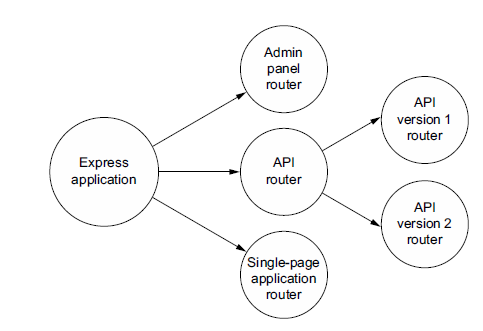 Express
application
Admin
panel
router
API
router
Single-page
application
router
API
version 1
router
API
version 2
router